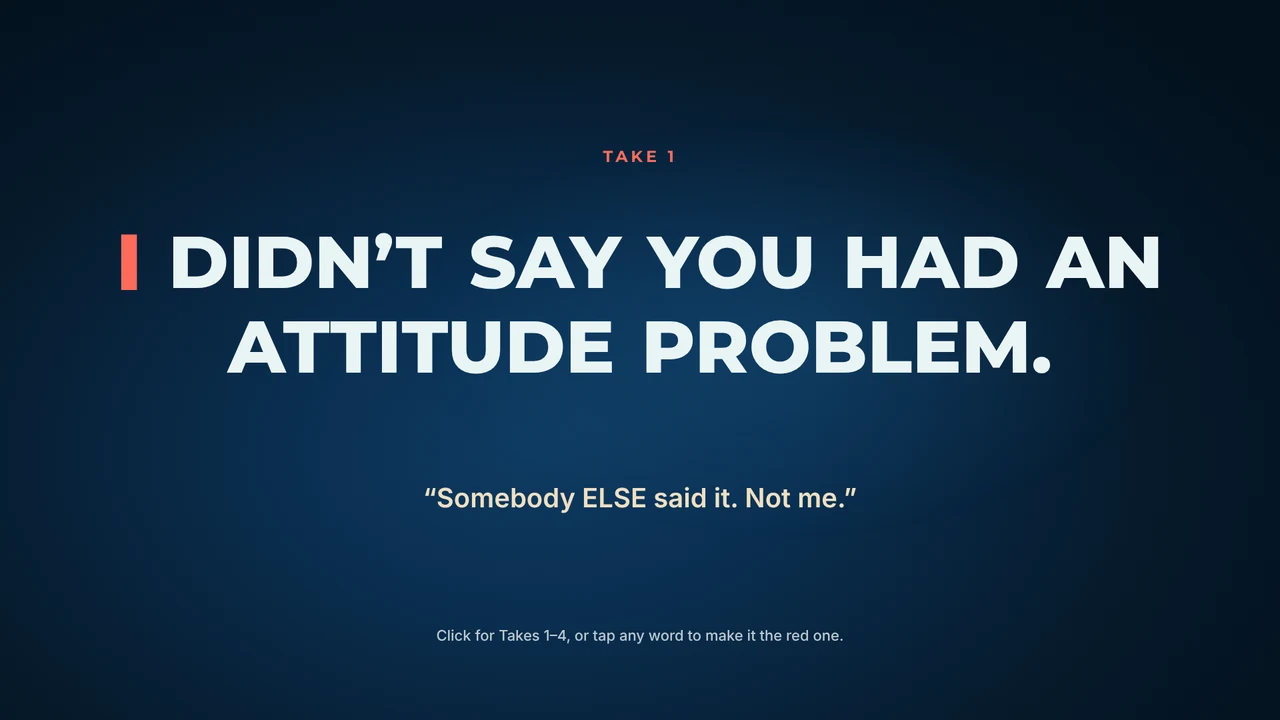 TAKE 1
I DIDN’T SAY YOU HAD AN
ATTITUDE PROBLEM.
“Somebody ELSE said it. Not me.”
Click for Takes 1–4, or tap any word to make it the red one.